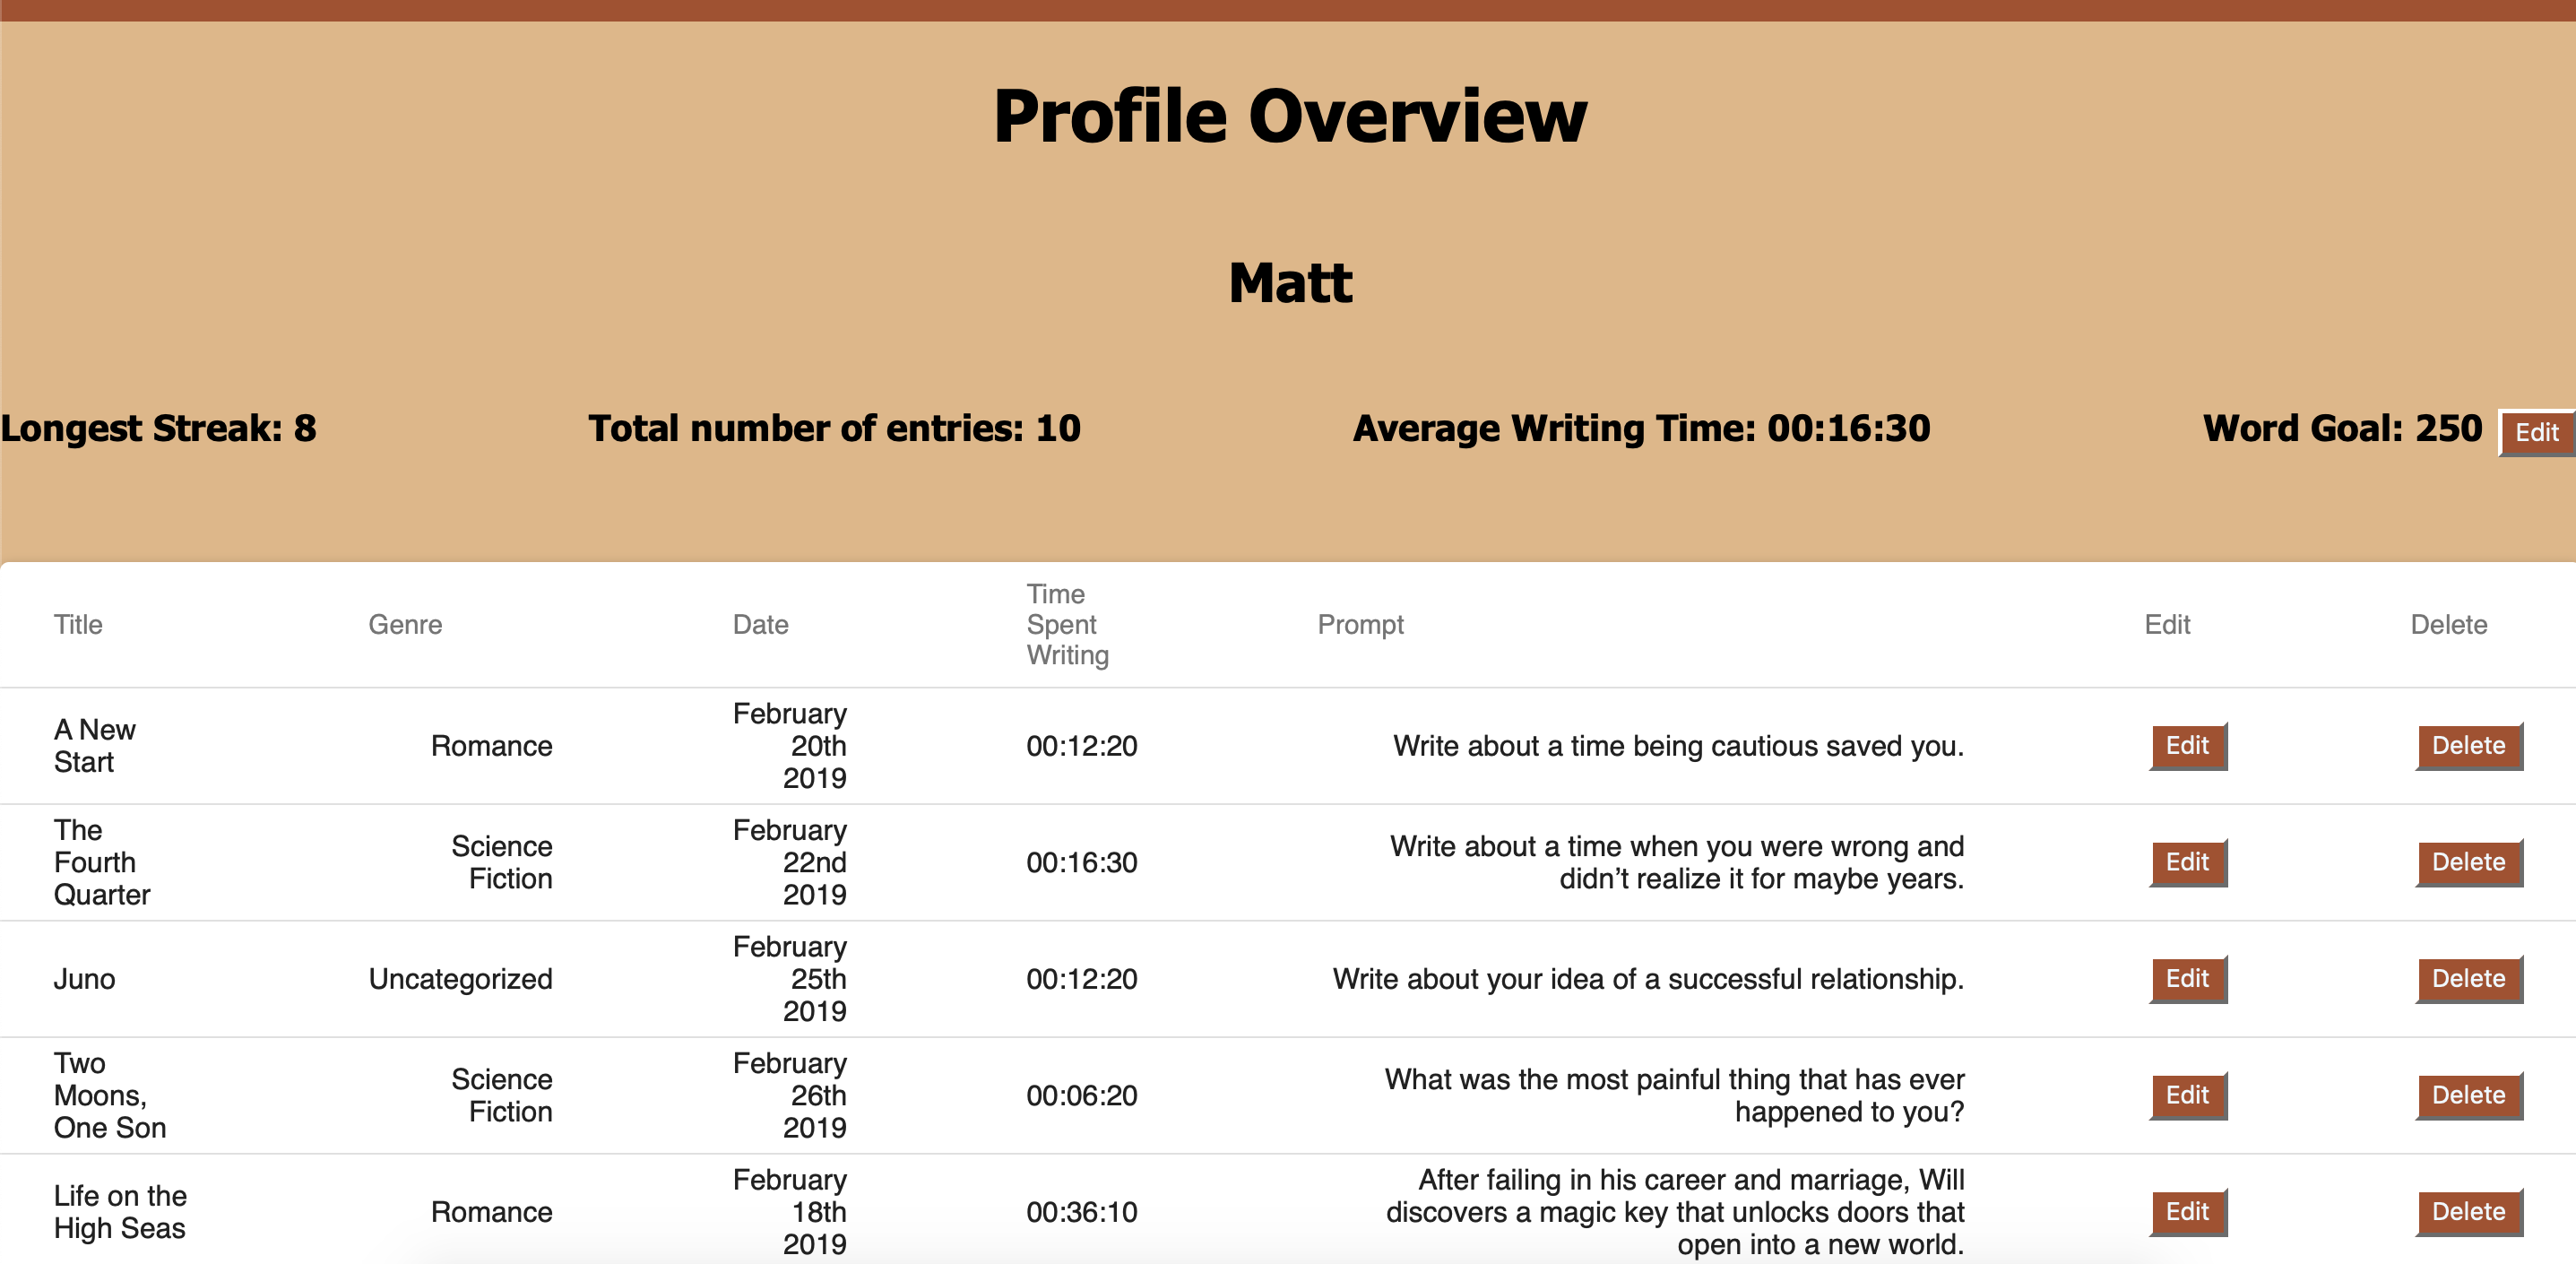 Profile Overview
Matt
Longest Streak: 8 Total number of entries: 10 Average Writing Time: 00:16:30 Word Goal: 250 Edit
Title Genre Date Time Spent Writing Prompt Edit Delete
A New Start Romance February 20th 2019 00:12:20 Write about a time being cautious saved you. Edit Delete
The Fourth Quarter Science Fiction February 22nd 2019 00:16:30 Write about a time when you were wrong and didn’t realize it for maybe years. Edit Delete
Juno Uncategorized February 25th 2019 00:12:20 Write about your idea of a successful relationship. Edit Delete
Two Moons, One Son Science Fiction February 26th 2019 00:06:20 What was the most painful thing that has ever happened to you? Edit Delete
Life on the High Seas Romance February 18th 2019 00:36:10 After failing in his career and marriage, Will discovers a magic key that unlocks doors that open into a new world. Edit Delete